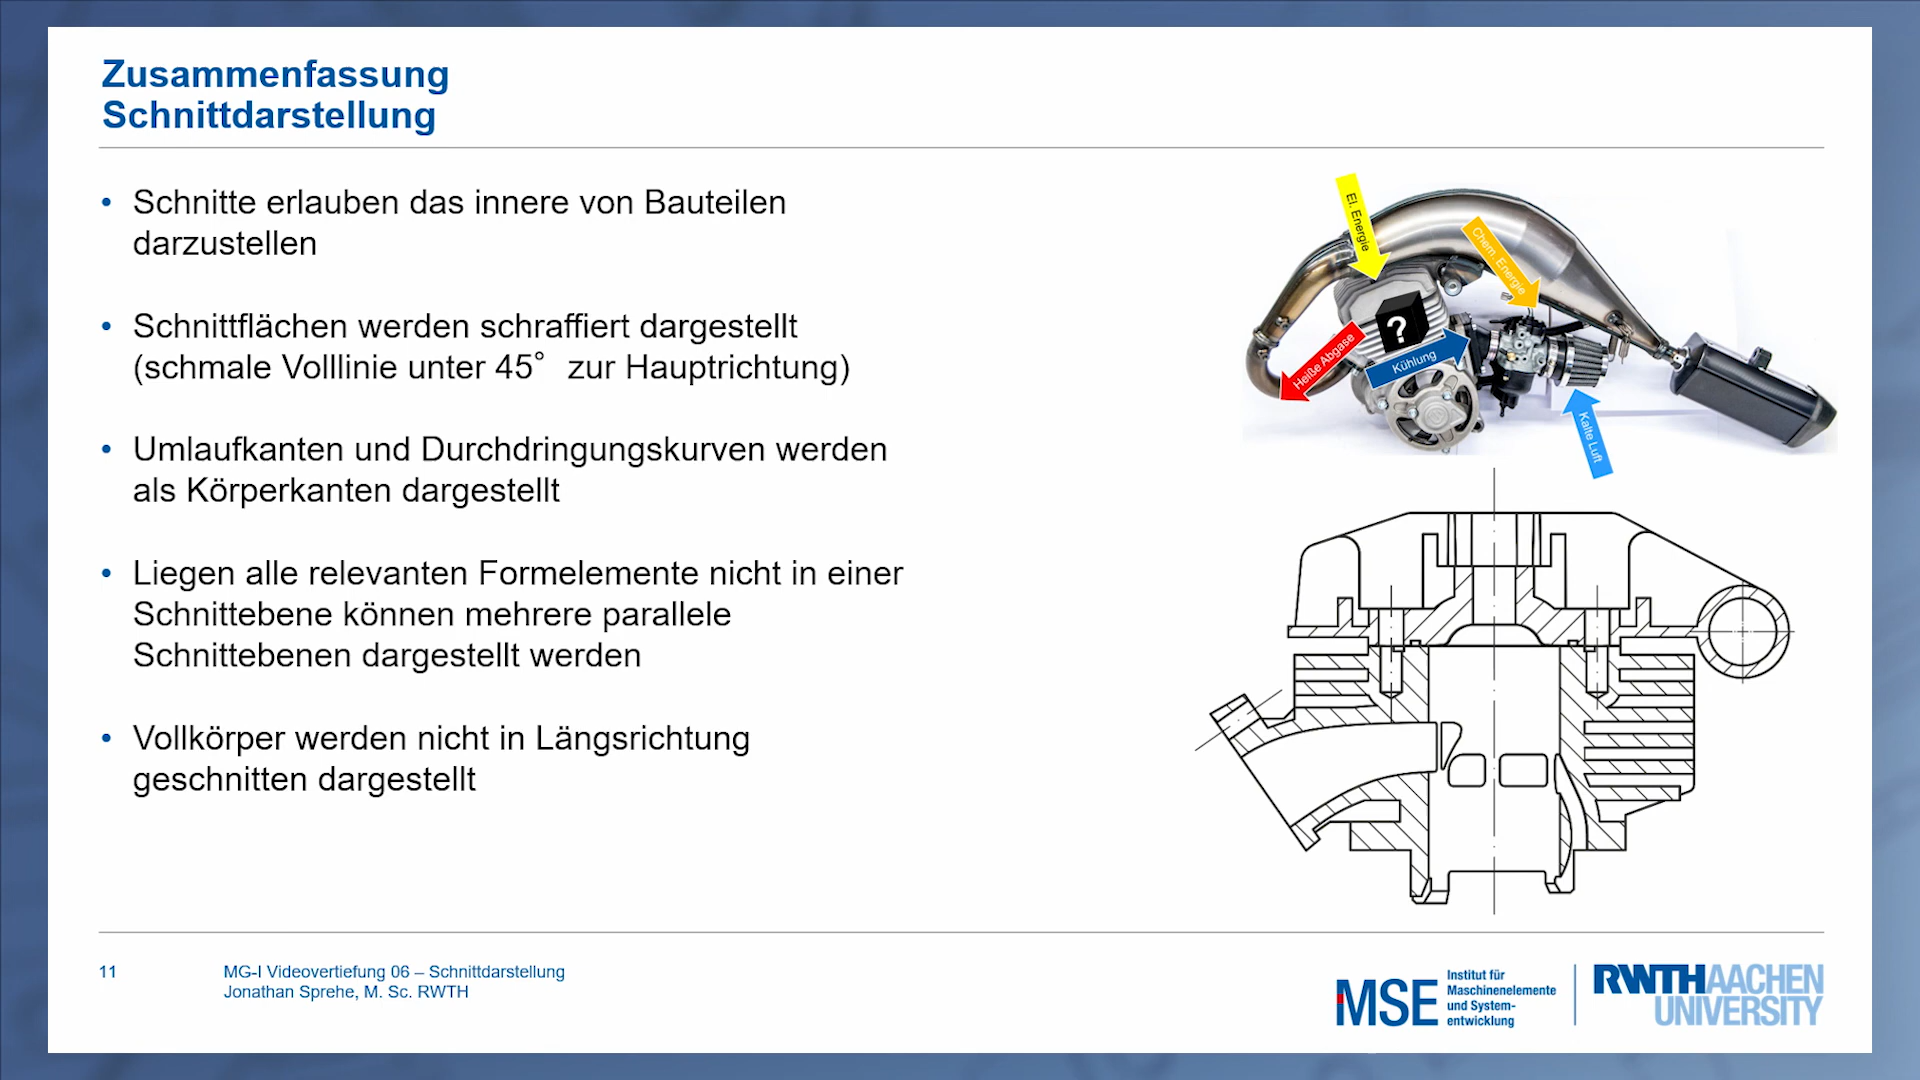 Zusammenfassung
Schnittdarstellung
• Schnitte erlauben das innere von Bauteilen
darzustellen
• Schnittflächen werden schraffiert dargestellt
(schmale Volllinie unter 45° zur Hauptrichtung)
• Umlaufkanten und Durchdringungskurven werden
als Körperkanten dargestellt
• Liegen alle relevanten Formelemente nicht in einer
Schnittebene können mehrere parallele
Schnittebenen dargestellt werden
• Vollkörper werden nicht in Längsrichtung
geschnitten dargestellt
El. Energie
Chem. Energie
?
Heiße Abgase
Kühlung
Kalte Luft
11
MG-I Videovertiefung 06 – Schnittdarstellung
Jonathan Sprehe, M. Sc. RWTH
MSE
Institut für
Maschinenelemente
und System-
entwicklung
RWTH AACHEN
UNIVERSITY